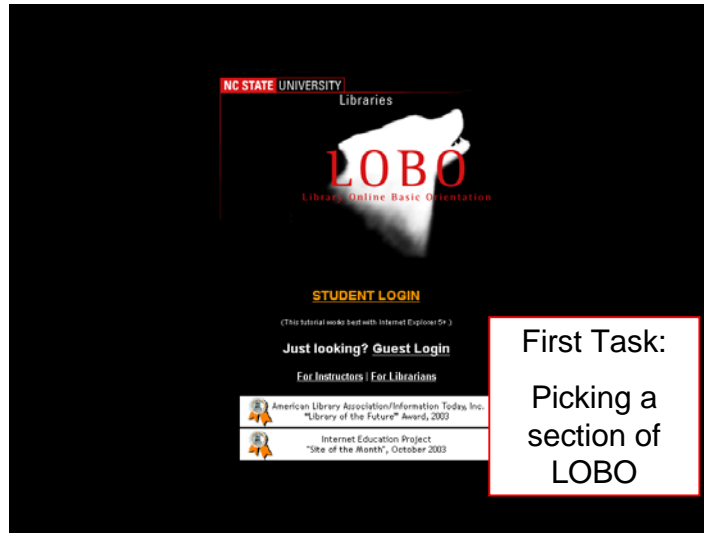 NC STATE UNIVERSITY
Libraries
LOBO
Library Online Basic Orientation
STUDENT LOGIN
(This tutorial works best with Internet Explorer 5+.)
Just looking? Guest Login
For Instructors | For Librarians
American Library Association/Information Today, Inc.
"Library of the Future" Award, 2003
Internet Education Project
"Site of the Month", October 2003
First Task:
Picking a
section of
LOBO